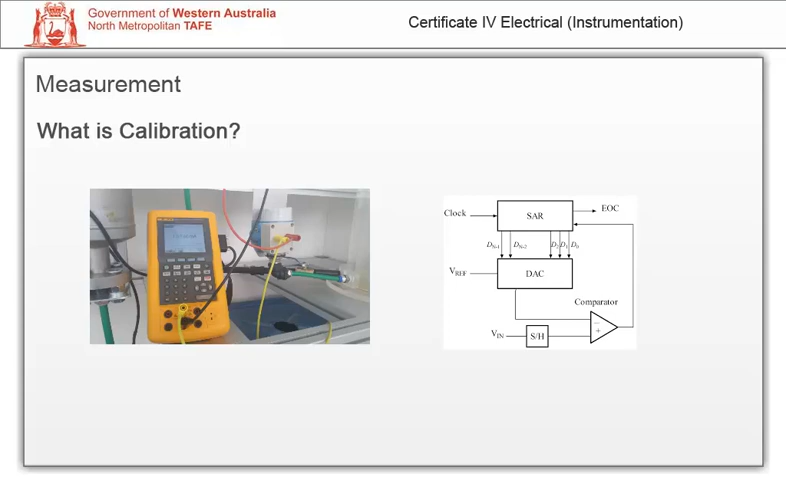 Government of Western Australia
North Metropolitan TAFE
Certificate IV Electrical (Instrumentation)
Measurement
What is Calibration?
Clock
SAR
EOC
DN-1
DN-2
D2
D1
D0
VREF
DAC
Comparator
VIN
S/H
−
+